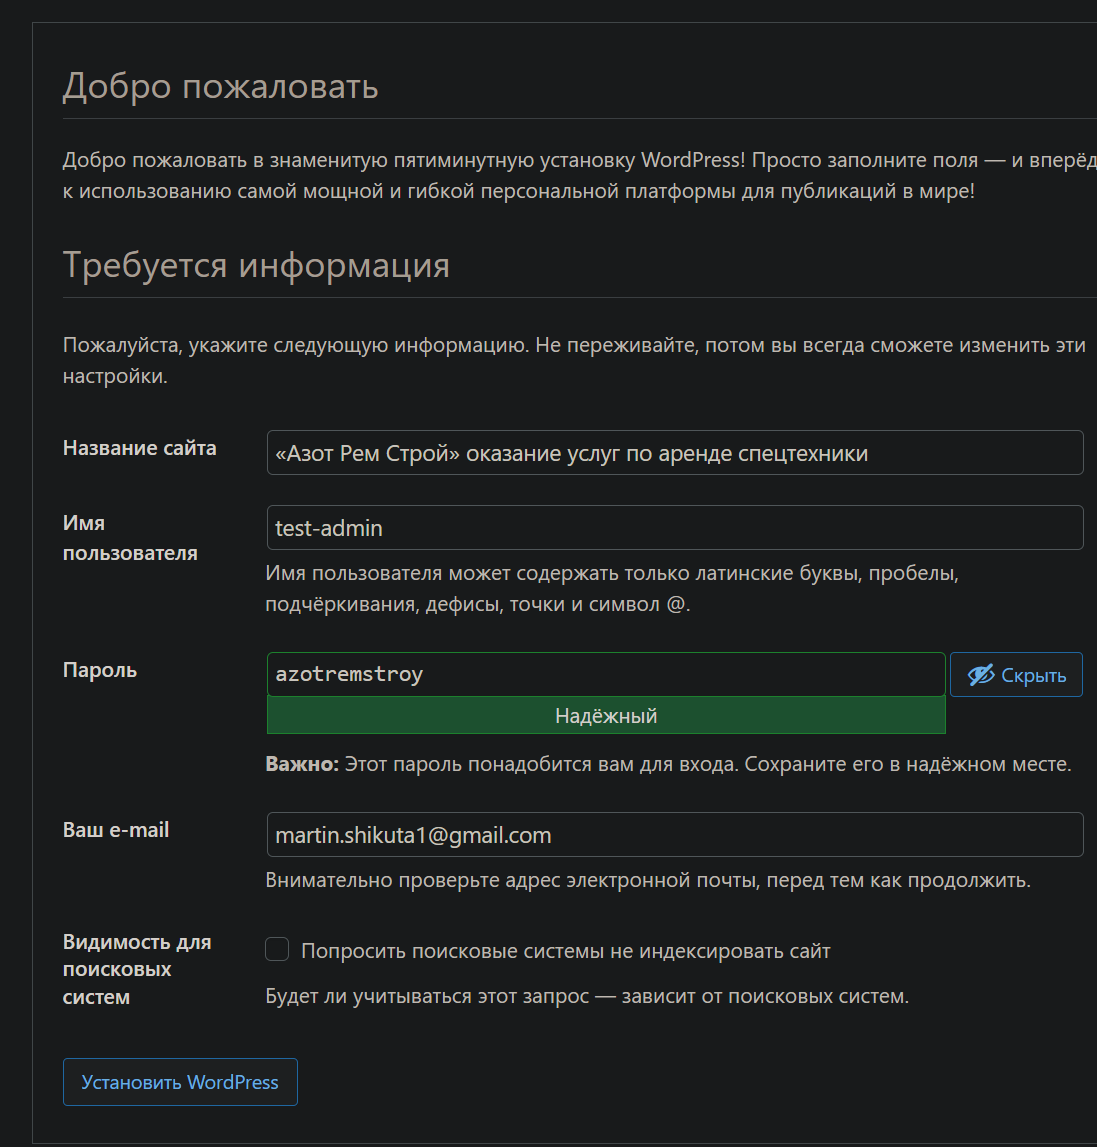 Добро пожаловать
Добро пожаловать в знаменитую пятиминутную установку WordPress! Просто заполните поля — и вперёд
к использованию самой мощной и гибкой персональной платформы для публикаций в мире!
Требуется информация
Пожалуйста, укажите следующую информацию. Не переживайте, потом вы всегда сможете изменить эти
настройки.
Название сайта
«Азот Рем Строй» оказание услуг по аренде спецтехники
Имя
пользователя
test-admin
Имя пользователя может содержать только латинские буквы, пробелы,
подчёркивания, дефисы, точки и символ @.
Пароль
azotremstroy
Скрыть
Надёжный
Важно: Этот пароль понадобится вам для входа. Сохраните его в надёжном месте.
Ваш e-mail
martin.shikuta1@gmail.com
Внимательно проверьте адрес электронной почты, перед тем как продолжить.
Видимость для
поисковых
систем
Попросить поисковые системы не индексировать сайт
Будет ли учитываться этот запрос — зависит от поисковых систем.
Установить WordPress